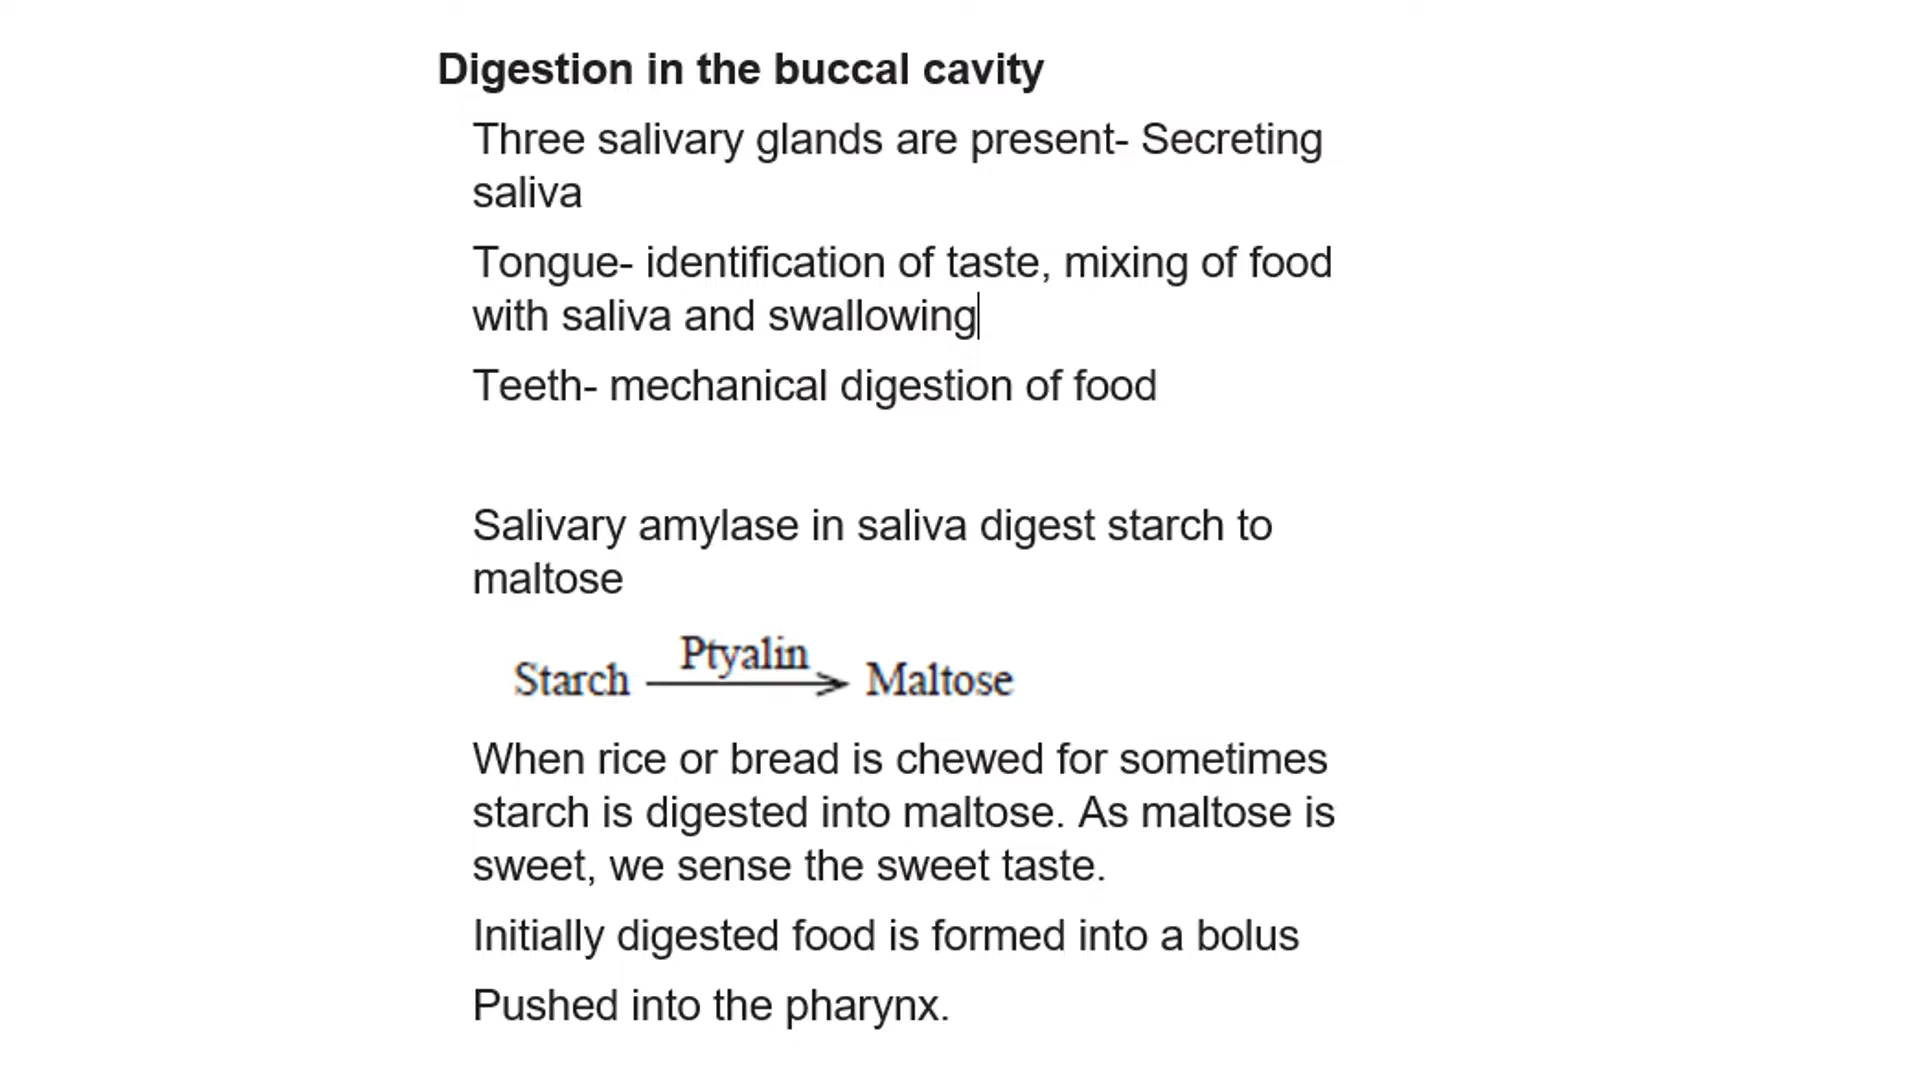 Digestion in the buccal cavity
Three salivary glands are present- Secreting
saliva
Tongue- identification of taste, mixing of food
with saliva and swallowing
Teeth- mechanical digestion of food
Salivary amylase in saliva digest starch to
maltose
Ptyalin
Starch → Maltose
When rice or bread is chewed for sometimes
starch is digested into maltose. As maltose is
sweet, we sense the sweet taste.
Initially digested food is formed into a bolus
Pushed into the pharynx.